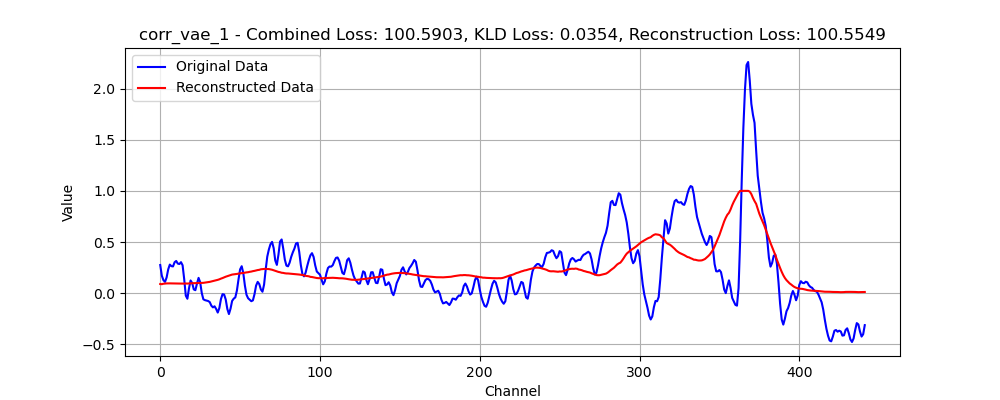 corr_vae_1 - Combined Loss: 100.5903, KLD Loss: 0.0354, Reconstruction Loss: 100.5549
Original Data
Reconstructed Data
2.0
1.5
1.0
0.5
0.0
−0.5
Value
0 100 200 300 400
Channel